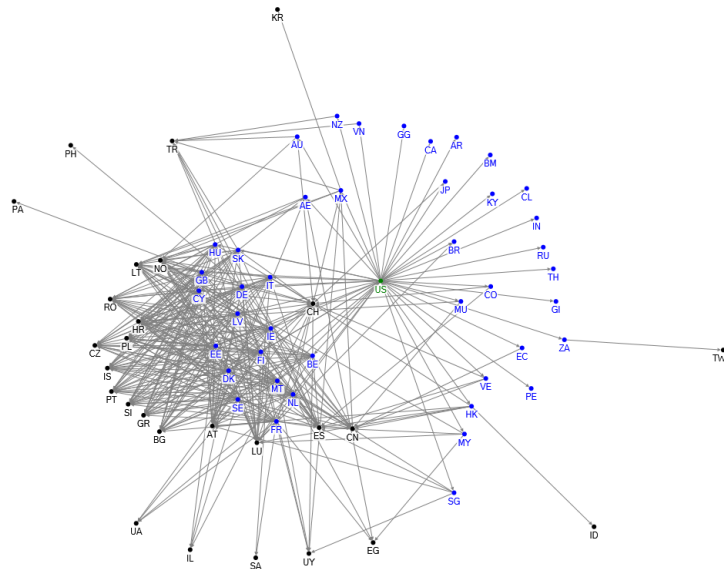 KR
NZ
VN
GG
AU
CA
AR
TR
PH
BM
JP
KY
CL
PA
AE
MX
IN
BR
RU
HU
SK
LT
NO
TH
GB
DE
IT
US
CY
CO
RO
CH
MU
GI
LV
HR
IE
ZA
PL
CZ
EE
FI
BE
EC
TW
IS
DK
VE
PT
MT
PE
NL
SI
SE
HK
GR
AT
FR
BG
ES
CN
MY
LU
SG
UA
ID
EG
IL
UY
SA